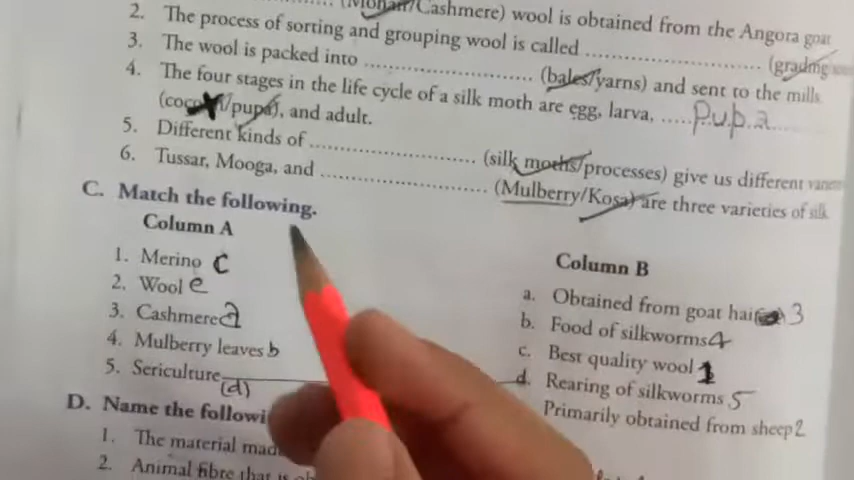 (Mohair/Cashmere) wool is obtained from the Angora goat
2. The process of sorting and grouping wool is called .................... (grading
3. The wool is packed into .................... (bales/yarns) and sent to the mills.
4. The four stages in the life cycle of a silk moth are egg, larva, ..... pupa
/pupa), and adult.
5. Different kinds of .................... (silk moths/processes) give us different
6. Tussar, Mooga, and .................... (Mulberry/Kosa) are three varieties of silk
C. Match the following.
Column A
Column B
1. Merino c
2. Wool e
3. Cashmere a
4. Mulberry leaves b
5. Sericulture
(d)
a. Obtained from goat hair 3
b. Food of silkworms 4
c. Best quality wool 1
d. Rearing of silkworms 5
Primarily obtained from sheep 2
D. Name the followi
1. The material mad
2. Animal fibre that is